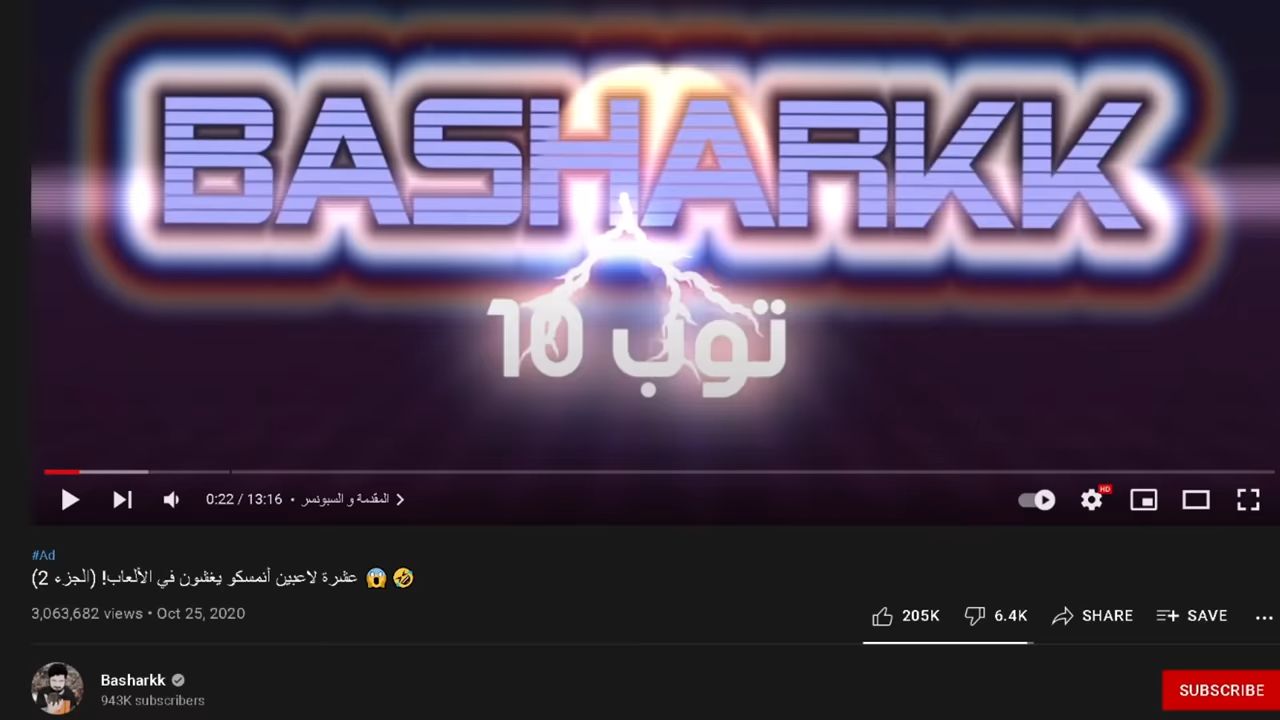 BASHARKK
توب 10
0:22 / 13:16 • المقدمة و السبونسر
HD
#Ad
🤣 😱 عشرة لاعبين أنمسكو يغشون في الألعاب! (الجزء 2)
3,063,682 views • Oct 25, 2020
205K 6.4K SHARE SAVE ...
Basharkk
943K subscribers
SUBSCRIBE